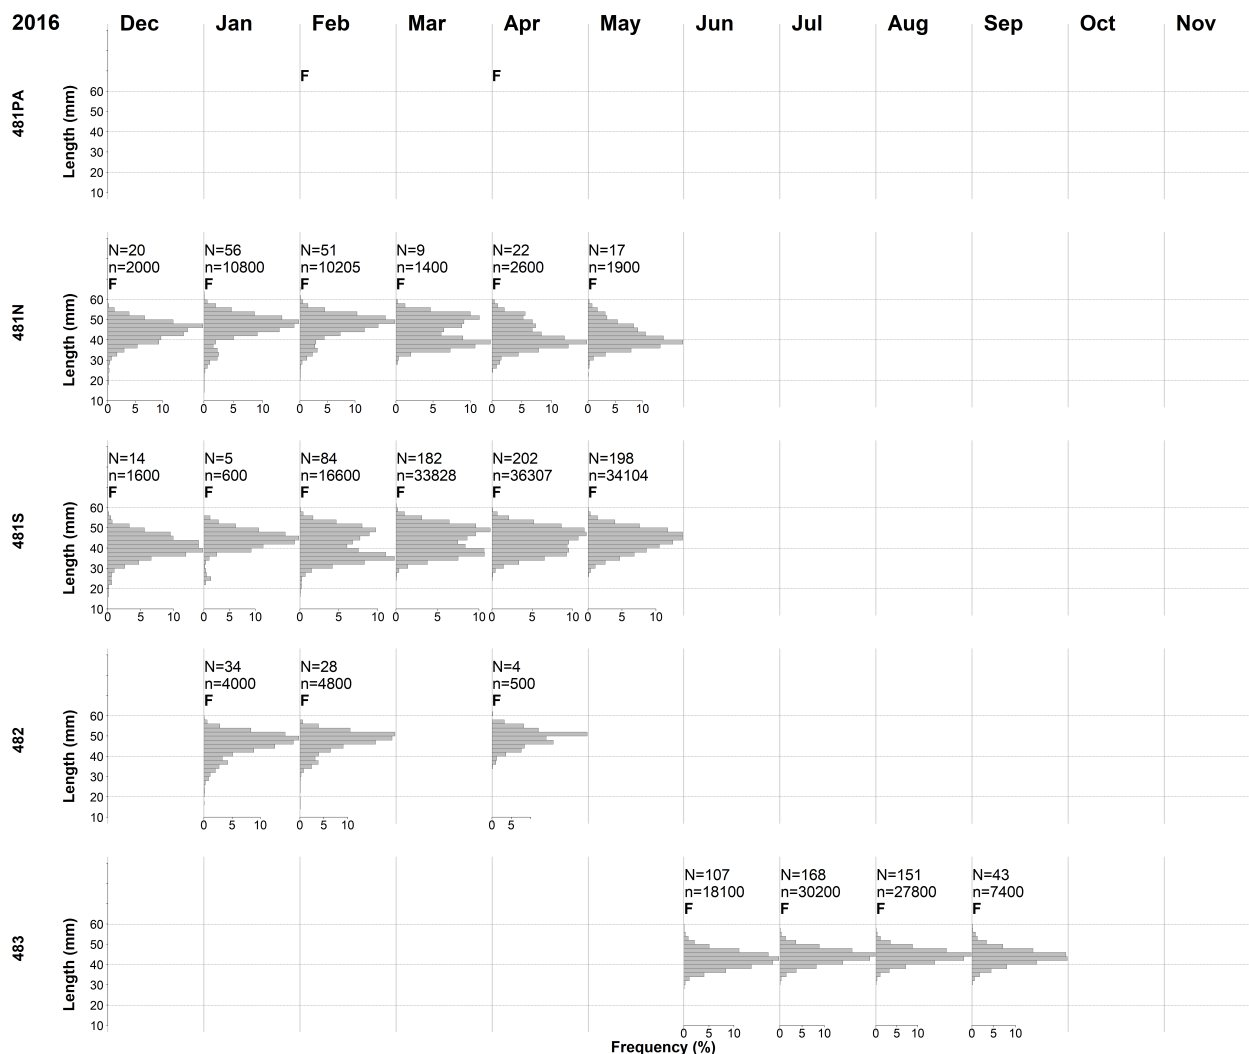 2016 Dec Jan Feb Mar Apr May Jun Jul Aug Sep Oct Nov
481PA
Length (mm)
F F
60
50
40
30
20
10
481N
Length (mm)
N=20 N=56 N=51 N=9 N=22 N=17
n=2000 n=10800 n=10205 n=1400 n=2600 n=1900
F F F F F F
60
50
40
30
20
10
0 5 10 0 5 10 0 5 10 0 5 10 0 5 10 0 5 10
481S
Length (mm)
N=14 N=5 N=84 N=182 N=202 N=198
n=1600 n=600 n=16600 n=33828 n=36307 n=34104
F F F F F F
60
50
40
30
20
10
0 5 10 0 5 10 0 5 10 0 5 10 0 5 10 0 5 10
482
Length (mm)
N=34 N=28 N=4
n=4000 n=4800 n=500
F F F
60
50
40
30
20
10
0 5 10 0 5 10 0 5
483
Length (mm)
N=107 N=168 N=151 N=43
n=18100 n=30200 n=27800 n=7400
F F F F
60
50
40
30
20
10
0 5 10 0 5 10 0 5 10 0 5 10
Frequency (%)